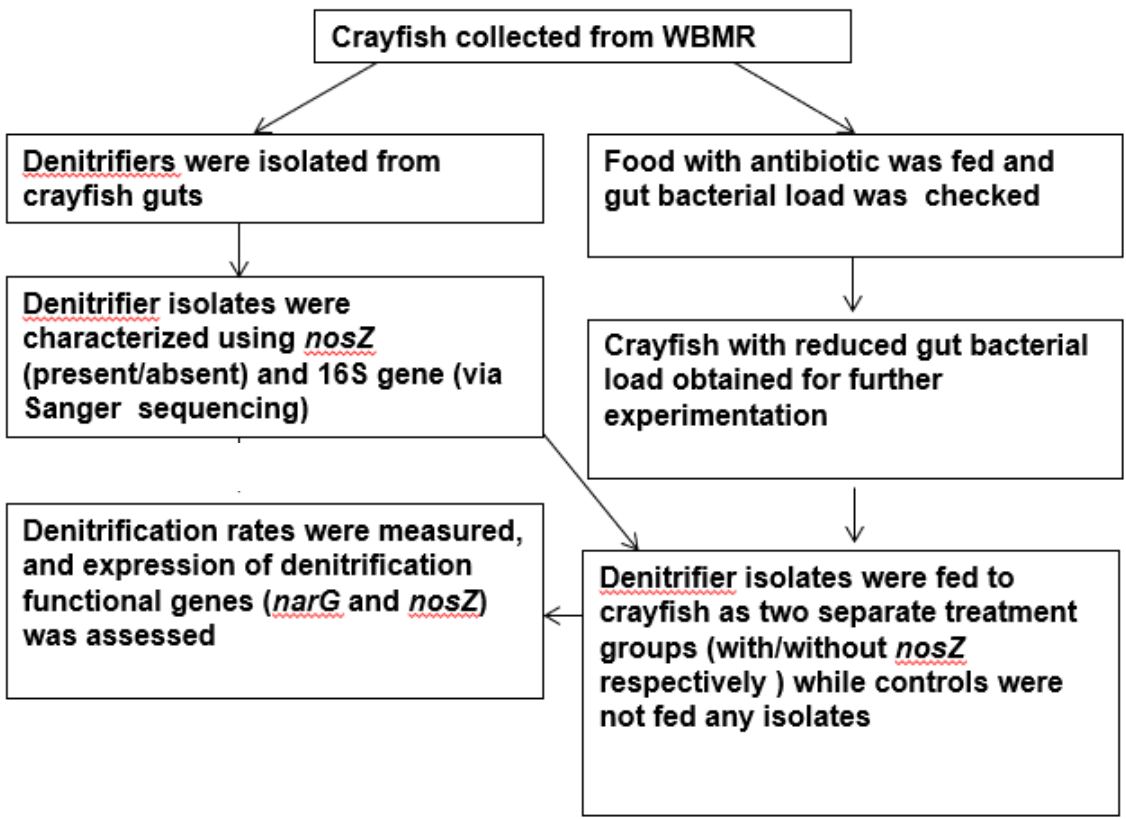 Crayfish collected from WBMR
Denitrifiers were isolated from
crayfish guts
Food with antibiotic was fed and
gut bacterial load was checked
Denitrifier isolates were
characterized using nosZ
(present/absent) and 16S gene (via
Sanger sequencing)
Crayfish with reduced gut bacterial
load obtained for further
experimentation
Denitrifier isolates were fed to
crayfish as two separate treatment
groups (with/without nosZ
respectively ) while controls were
not fed any isolates
Denitrification rates were measured,
and expression of denitrification
functional genes (narG and nosZ)
was assessed